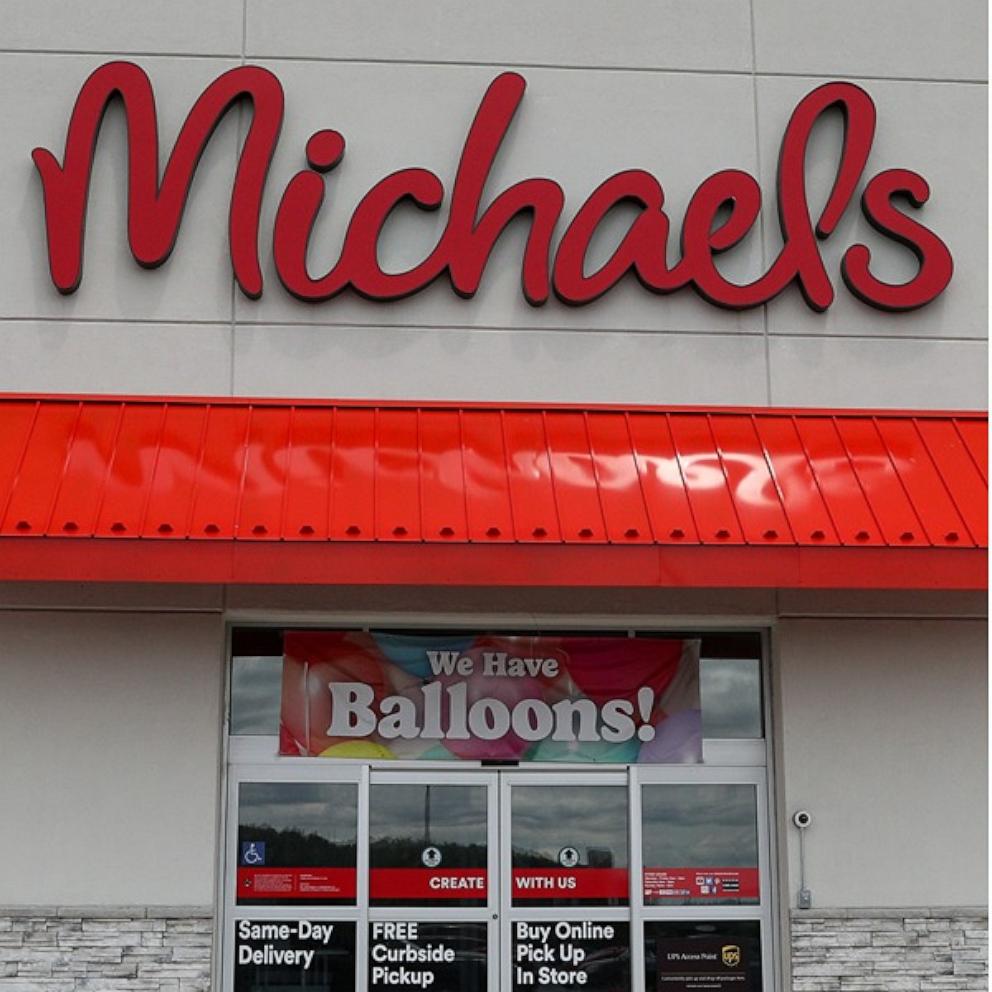 Michaels
We Have
Balloons!
CREATE WITH US
Same-Day
Delivery
FREE
Curbside
Pickup
Buy Online
Pick Up
In Store
UPS Access Point
ups